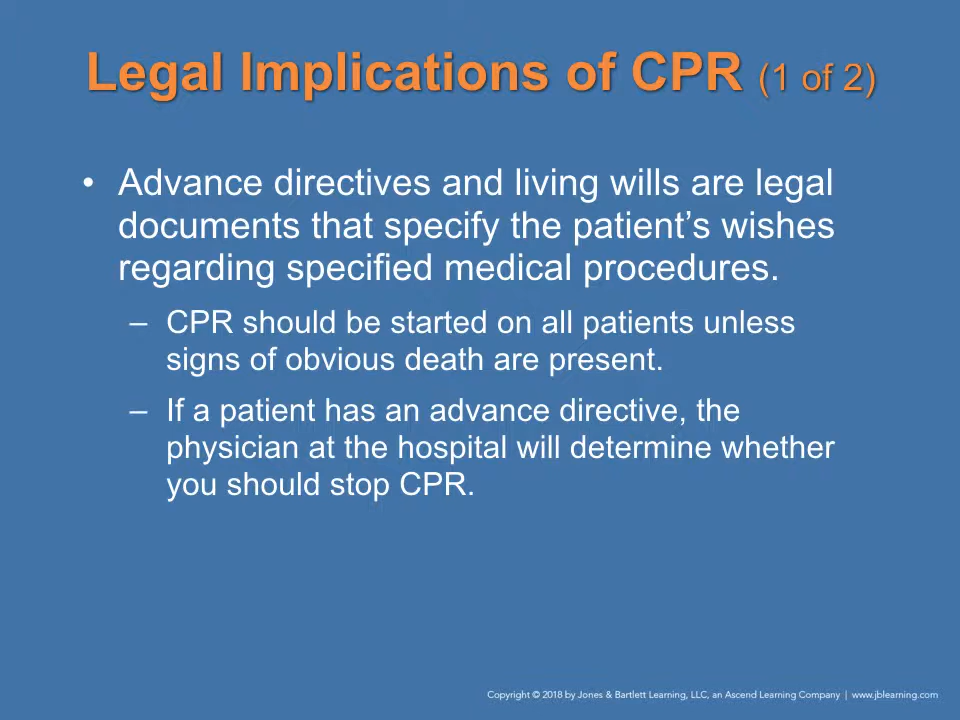 Legal Implications of CPR (1 of 2)
• Advance directives and living wills are legal
documents that specify the patient’s wishes
regarding specified medical procedures.
– CPR should be started on all patients unless
signs of obvious death are present.
– If a patient has an advance directive, the
physician at the hospital will determine whether
you should stop CPR.
Copyright © 2018 by Jones & Bartlett Learning, LLC, an Ascend Learning Company | www.jblearning.com